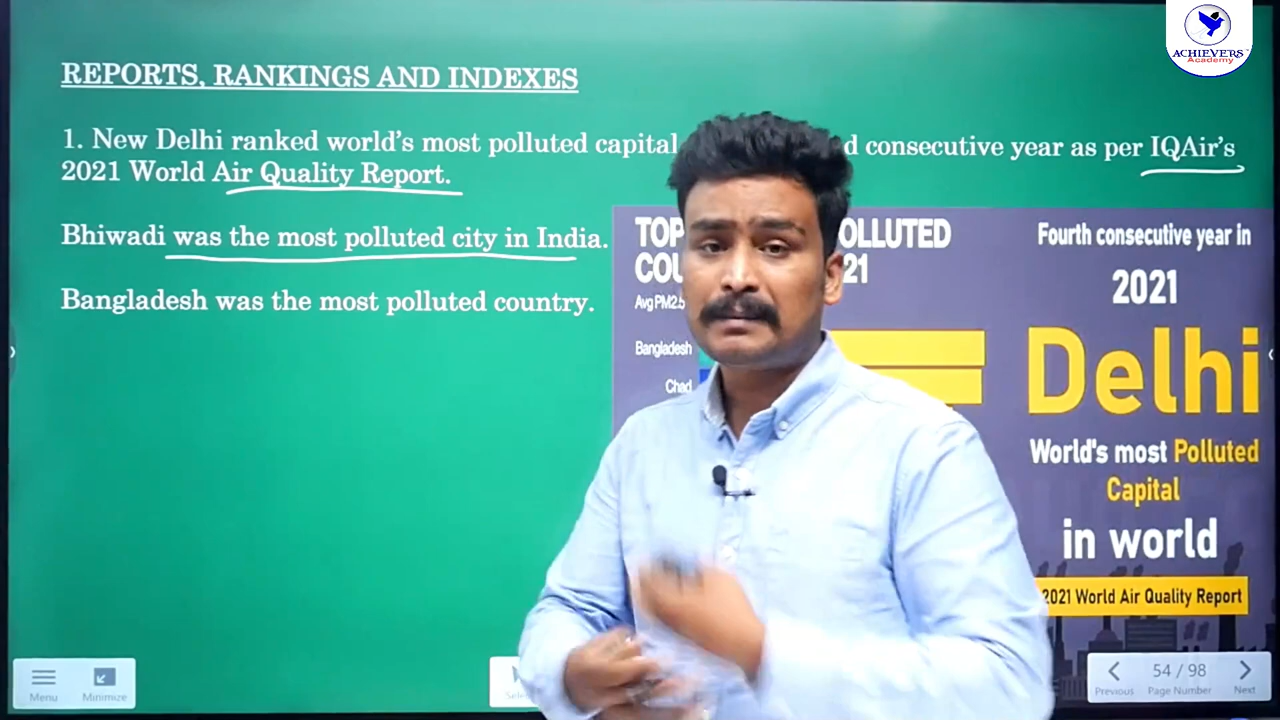 ACHIEVERS
Academy
REPORTS, RANKINGS AND INDEXES
1. New Delhi ranked world's most polluted capital d consecutive year as per IQAir's
2021 World Air Quality Report.
Bhiwadi was the most polluted city in India.
Bangladesh was the most polluted country.
TOP OLLUTED
COU 21
Avg PM2.5
Bangladesh
Chad
Fourth consecutive year in
2021
Delhi
World's most Polluted
Capital
in world
2021 World Air Quality Report
Menu
Minimize
Previous
54 / 98
Page Number
Next